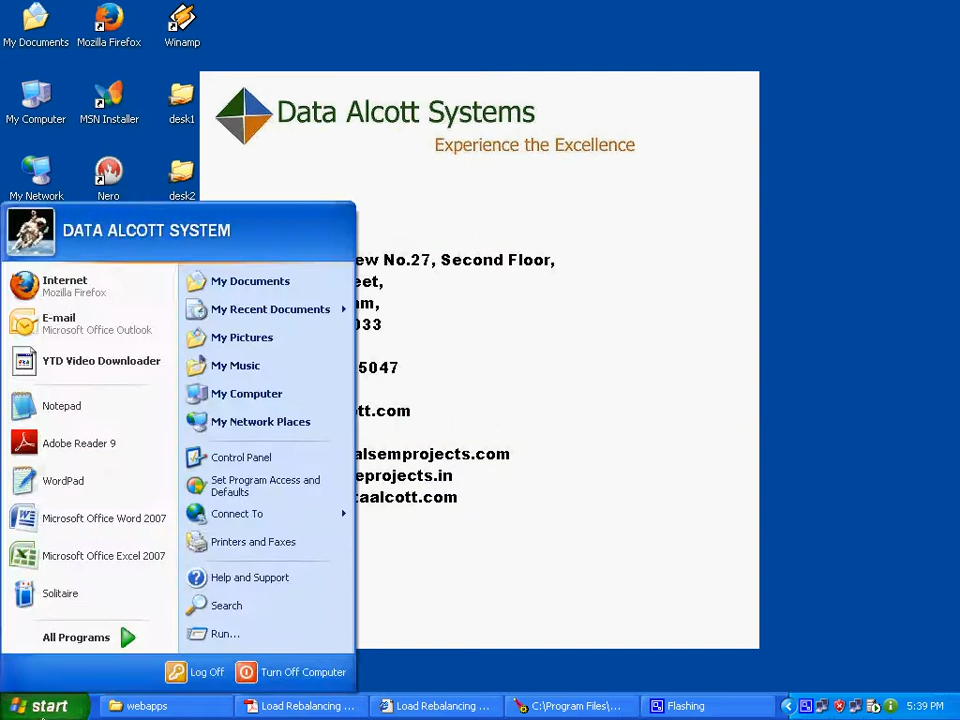 My Documents
Mozilla Firefox
Winamp
My Computer
MSN Installer
desk1
My Network
Nero
desk2
Data Alcott Systems
Experience the Excellence
ew No.27, Second Floor,
eet,
m,
033
5047
tt.com
alsemprojects.com
eprojects.in
taalcott.com
DATA ALCOTT SYSTEM
Internet
Mozilla Firefox
E-mail
Microsoft Office Outlook
YTD Video Downloader
Notepad
Adobe Reader 9
WordPad
Microsoft Office Word 2007
Microsoft Office Excel 2007
Solitaire
All Programs
My Documents
My Recent Documents
My Pictures
My Music
My Computer
My Network Places
Control Panel
Set Program Access and
Defaults
Connect To
Printers and Faxes
Help and Support
Search
Run...
Log Off
Turn Off Computer
start
webapps
Load Rebalancing ...
Load Rebalancing ...
C:\Program Files\...
Flashing
5:39 PM